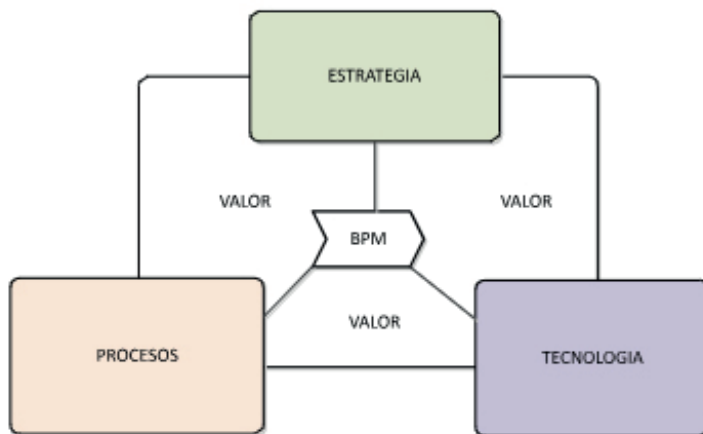 ESTRATEGIA
VALOR
VALOR
BPM
VALOR
PROCESOS
TECNOLOGIA